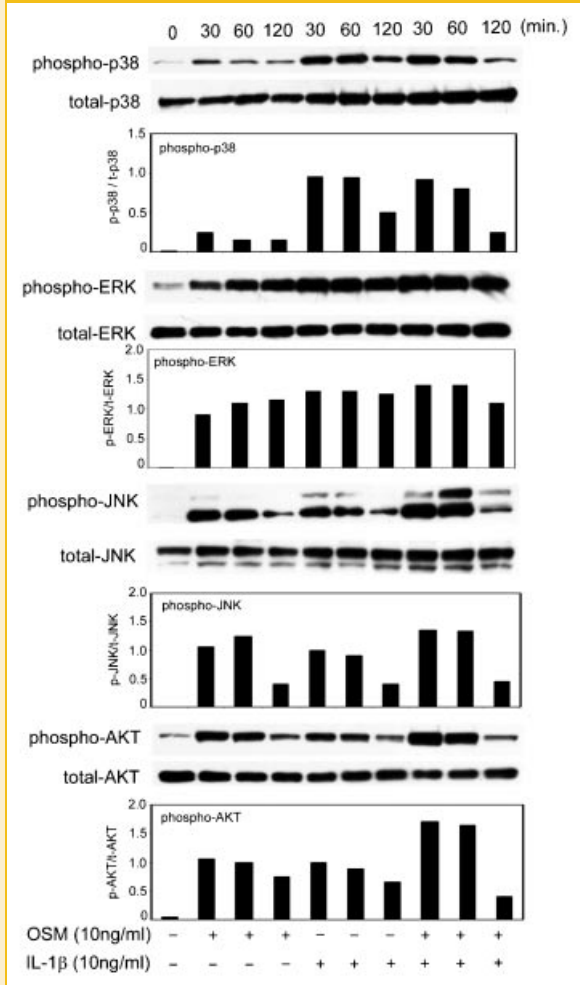 0 30 60 120 30 60 120 30 60 120 (min.)
phospho-p38
total-p38
p-p38 / t-p38
1.5
1.0
0.5
0
phospho-p38
phospho-ERK
total-ERK
p-ERK/t-ERK
2.0
1.5
1.0
0.5
0
phospho-ERK
phospho-JNK
total-JNK
p-JNK/t-JNK
2.0
1.5
1.0
0.5
0
phospho-JNK
phospho-AKT
total-AKT
p-AKT/t-AKT
2.0
1.5
1.0
0.5
0
phospho-AKT
OSM (10ng/ml) – + + + – – – + + +
IL-1β (10ng/ml) – – – – + + + + + +